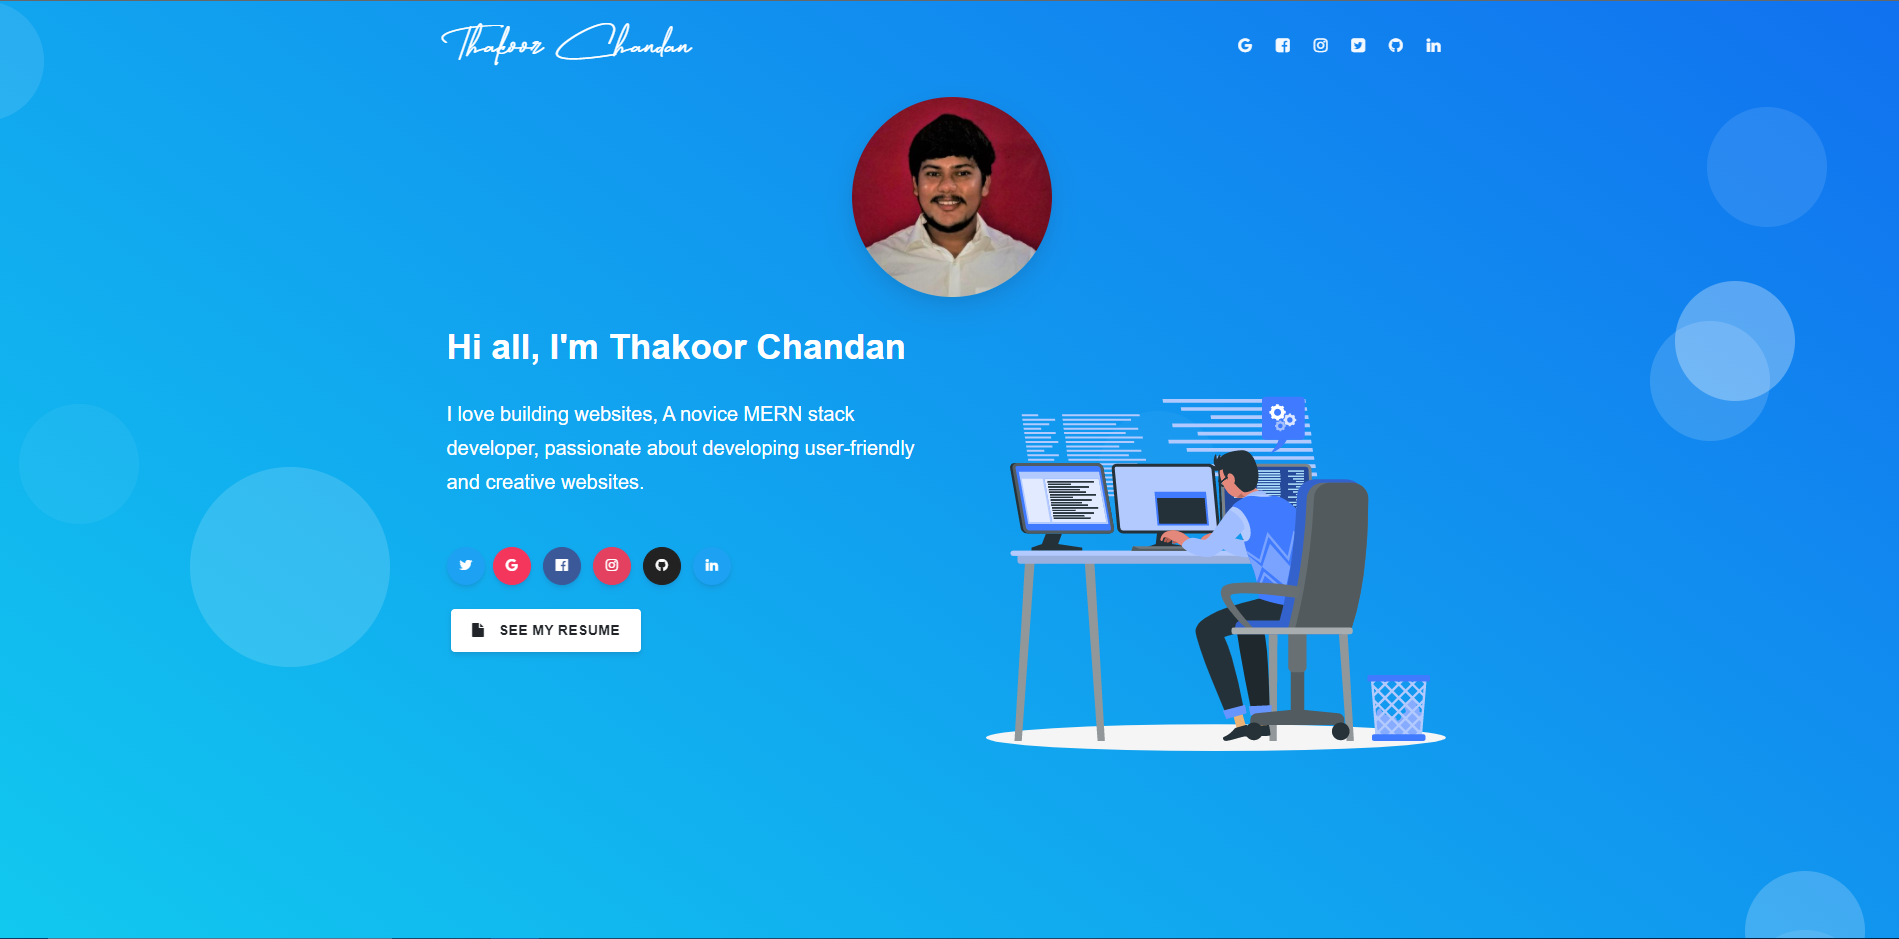 Thakoor Chandan
Hi all, I'm Thakoor Chandan
I love building websites, A novice MERN stack
developer, passionate about developing user-friendly
and creative websites.
SEE MY RESUME